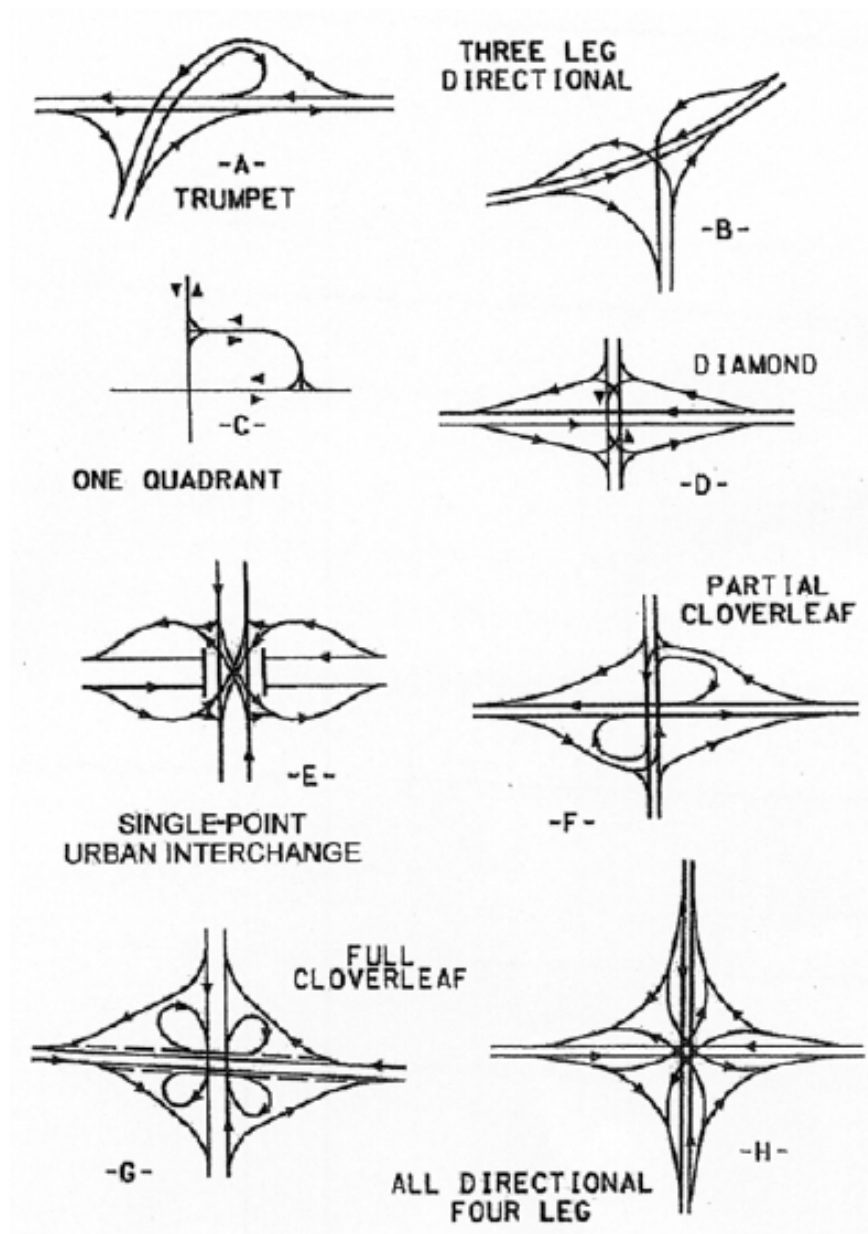 THREE LEG
DIRECTIONAL
-A-
TRUMPET
-B-
DIAMOND
-C-
ONE QUADRANT
-D-
PARTIAL
CLOVERLEAF
-E-
SINGLE-POINT
URBAN INTERCHANGE
-F-
FULL
CLOVERLEAF
-G-
-H-
ALL DIRECTIONAL
FOUR LEG